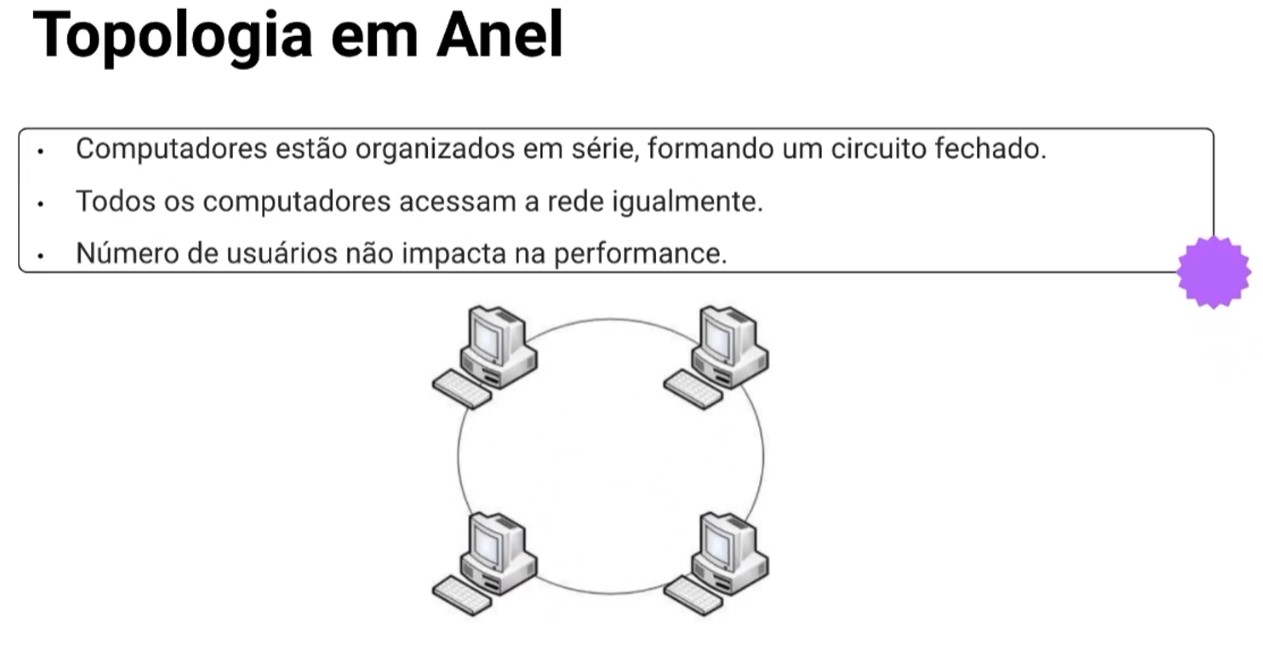 Topologia em Anel
• Computadores estão organizados em série, formando um circuito fechado.
• Todos os computadores acessam a rede igualmente.
• Número de usuários não impacta na performance.